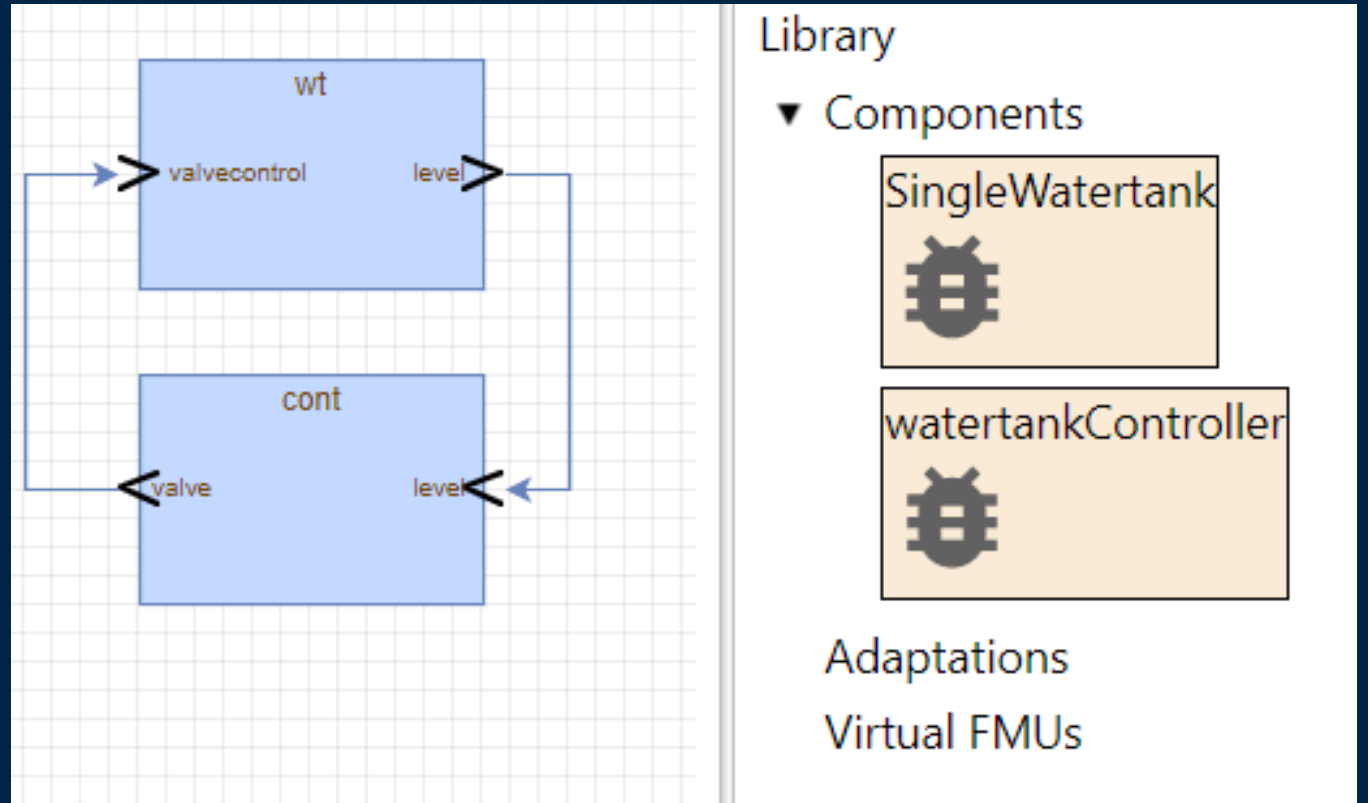 wt
valvecontrol
level
cont
valve
level
Library
Components
SingleWatertank
watertankController
Adaptations
Virtual FMUs